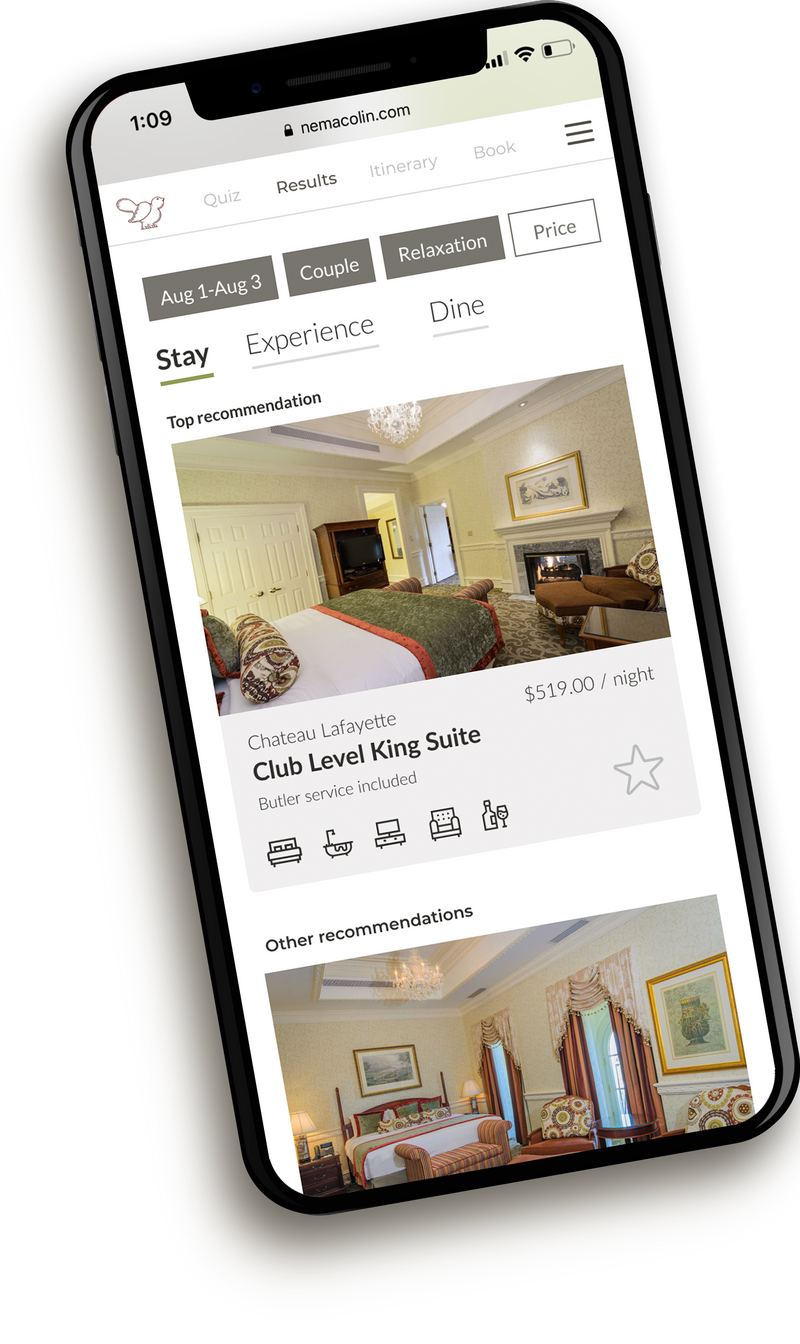 1:09
nemacolin.com
Quiz Results Itinerary Book
Aug 1-Aug 3 Couple Relaxation Price
Stay Experience Dine
Top recommendation
$519.00 / night
Chateau Lafayette
Club Level King Suite
Butler service included
Other recommendations